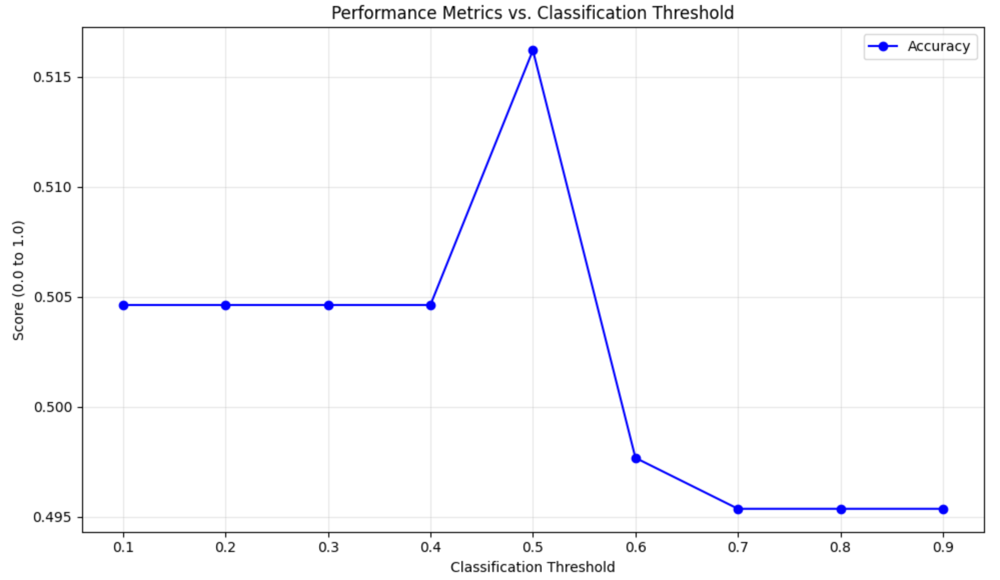 Performance Metrics vs. Classification Threshold
Accuracy
Score (0.0 to 1.0)
0.515
0.510
0.505
0.500
0.495
0.1 0.2 0.3 0.4 0.5 0.6 0.7 0.8 0.9
Classification Threshold